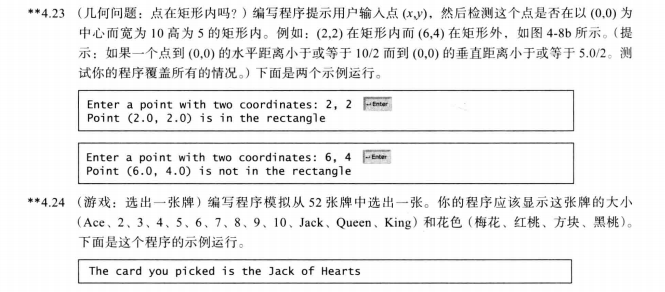 **4.23 （几何问题：点在矩形内吗？）编写程序提示用户输入点 (x,y)，然后检测这个点是否在以 (0,0) 为
中心而宽为 10 高为 5 的矩形内。例如：(2,2) 在矩形内而 (6,4) 在矩形外，如图 4-8b 所示。（提
示：如果一个点到 (0,0) 的水平距离小于或等于 10/2 而到 (0,0) 的垂直距离小于或等于 5.0/2。测
试你的程序覆盖所有的情况。）下面是两个示例运行。
Enter a point with two coordinates: 2, 2 ↵Enter
Point (2.0, 2.0) is in the rectangle
Enter a point with two coordinates: 6, 4 ↵Enter
Point (6.0, 4.0) is not in the rectangle
**4.24 （游戏：选出一张牌）编写程序模拟从 52 张牌中选出一张。你的程序应该显示这张牌的大小
（Ace、2、3、4、5、6、7、8、9、10、Jack、Queen、King）和花色（梅花、红桃、方块、黑桃）。
下面是这个程序的示例运行。
The card you picked is the Jack of Hearts